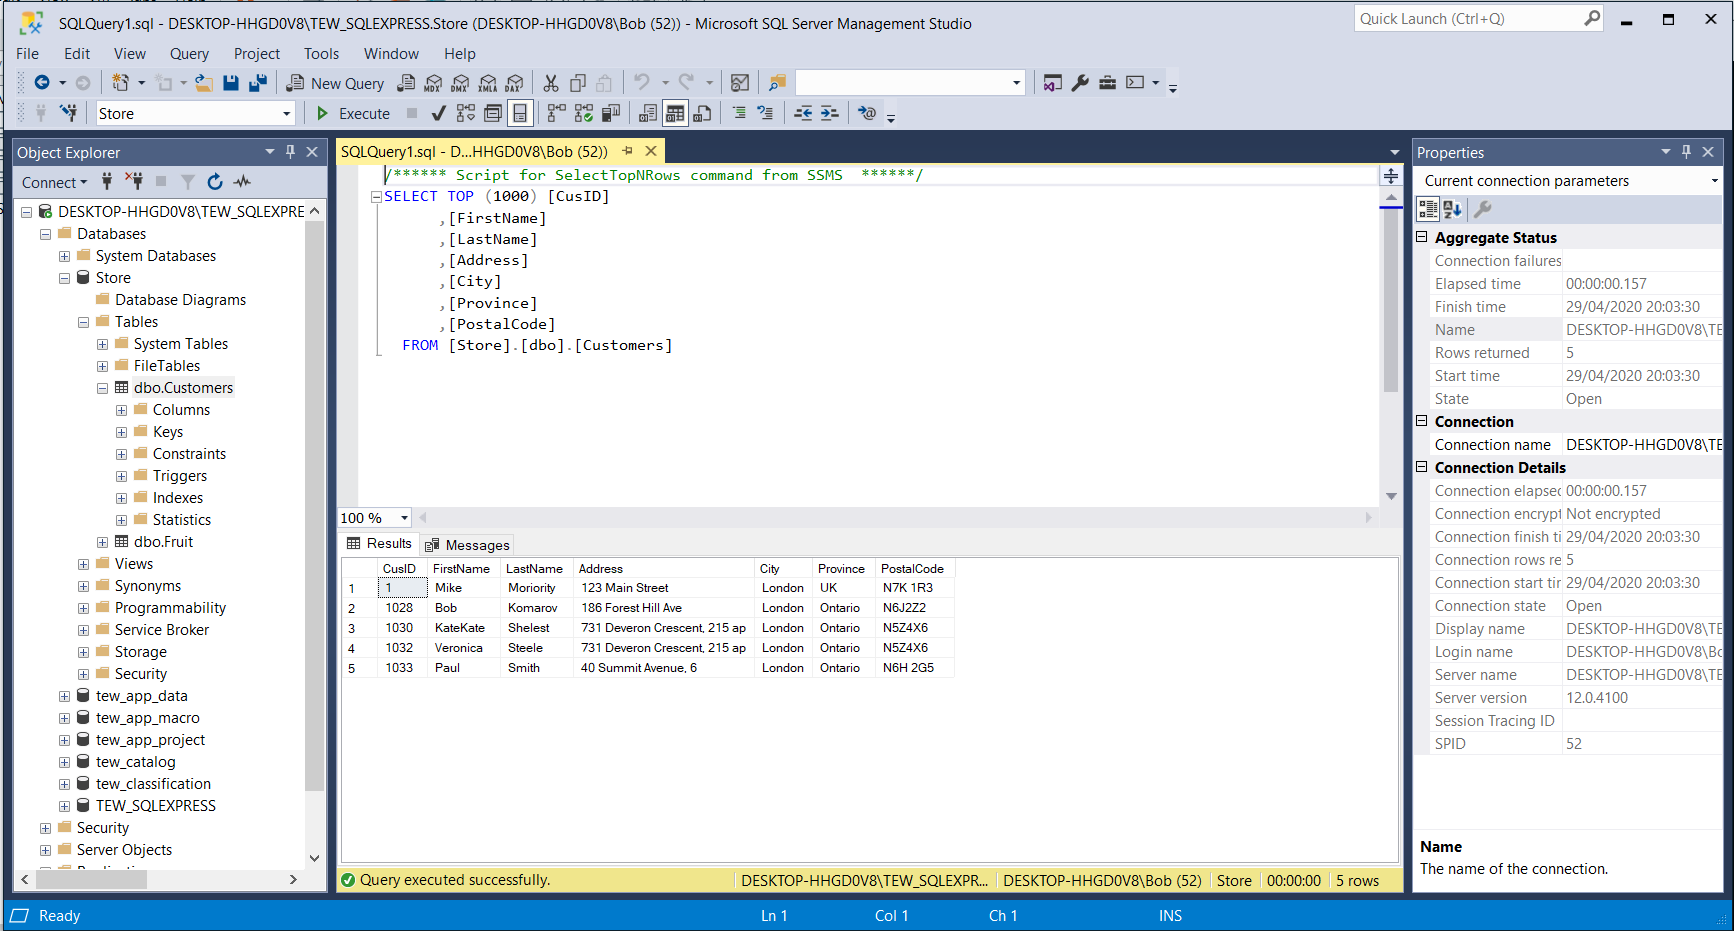 SQLQuery1.sql - DESKTOP-HHGD0V8\TEW_SQLEXPRESS.Store (DESKTOP-HHGD0V8\Bob (52)) - Microsoft SQL Server Management Studio
Quick Launch (Ctrl+Q)
File Edit View Query Project Tools Window Help
New Query MDX DMX XMLA DAX
Store Execute
Object Explorer
Connect
DESKTOP-HHGD0V8\TEW_SQLEXPRE
Databases
System Databases
Store
Database Diagrams
Tables
System Tables
FileTables
dbo.Customers
Columns
Keys
Constraints
Triggers
Indexes
Statistics
dbo.Fruit
Views
Synonyms
Programmability
Service Broker
Storage
Security
tew_app_data
tew_app_macro
tew_app_project
tew_catalog
tew_classification
TEW_SQLEXPRESS
Security
Server Objects
SQLQuery1.sql - D...HHGD0V8\Bob (52))
/****** Script for SelectTopNRows command from SSMS ******/
SELECT TOP (1000) [CusID]
,[FirstName]
,[LastName]
,[Address]
,[City]
,[Province]
,[PostalCode]
FROM [Store].[dbo].[Customers]
100 %
Results Messages
CusID FirstName LastName Address City Province PostalCode
1 1 Mike Moriority 123 Main Street London UK N7K 1R3
2 1028 Bob Komarov 186 Forest Hill Ave London Ontario N6J2Z2
3 1030 KateKate Shelest 731 Deveron Crescent, 215 ap London Ontario N5Z4X6
4 1032 Veronica Steele 731 Deveron Crescent, 215 ap London Ontario N5Z4X6
5 1033 Paul Smith 40 Summit Avenue, 6 London Ontario N6H 2G5
Query executed successfully. DESKTOP-HHGD0V8\TEW_SQLEXPR... DESKTOP-HHGD0V8\Bob (52) Store 00:00:00 5 rows
Properties
Current connection parameters
Aggregate Status
Connection failures
Elapsed time 00:00:00.157
Finish time 29/04/2020 20:03:30
Name DESKTOP-HHGD0V8\TE
Rows returned 5
Start time 29/04/2020 20:03:30
State Open
Connection
Connection name DESKTOP-HHGD0V8\TE
Connection Details
Connection elapsed 00:00:00.157
Connection encrypt Not encrypted
Connection finish ti 29/04/2020 20:03:30
Connection rows re 5
Connection start tir 29/04/2020 20:03:30
Connection state Open
Display name DESKTOP-HHGD0V8\TE
Login name DESKTOP-HHGD0V8\Bo
Server name DESKTOP-HHGD0V8\TE
Server version 12.0.4100
Session Tracing ID
SPID 52
Name
The name of the connection.
Ready Ln 1 Col 1 Ch 1 INS